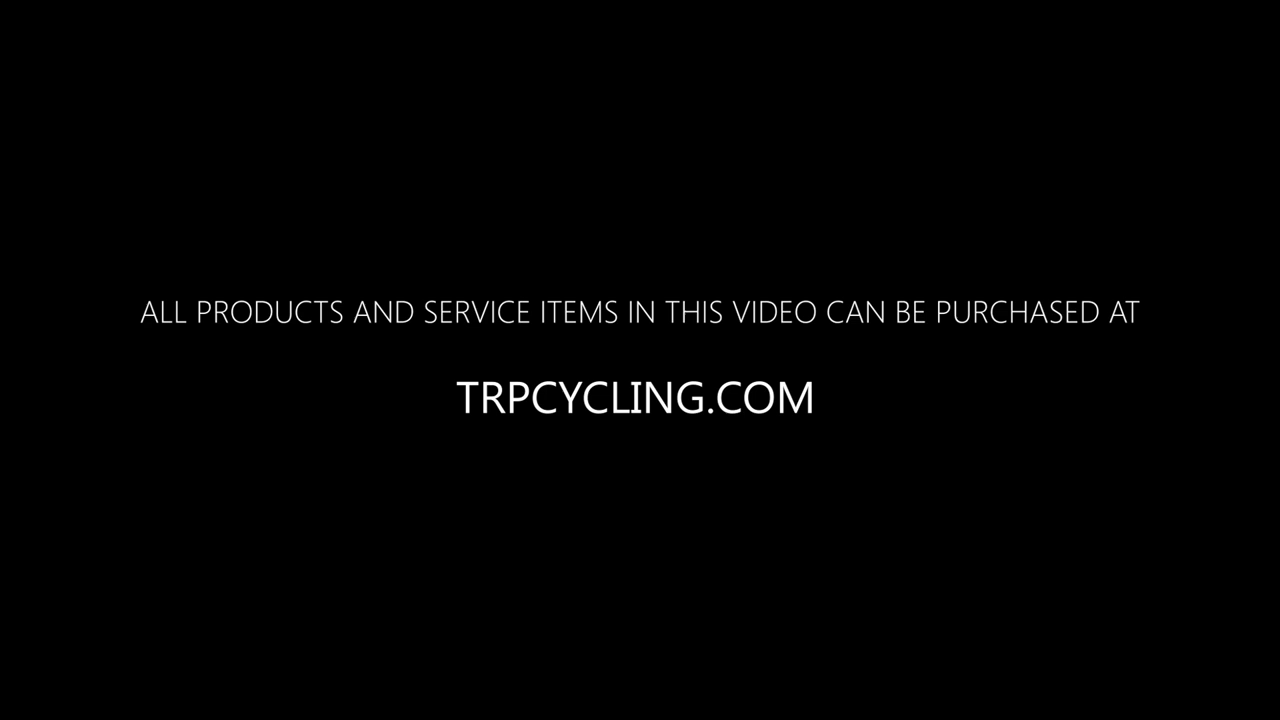 ALL PRODUCTS AND SERVICE ITEMS IN THIS VIDEO CAN BE PURCHASED AT
TRPCYCLING.COM